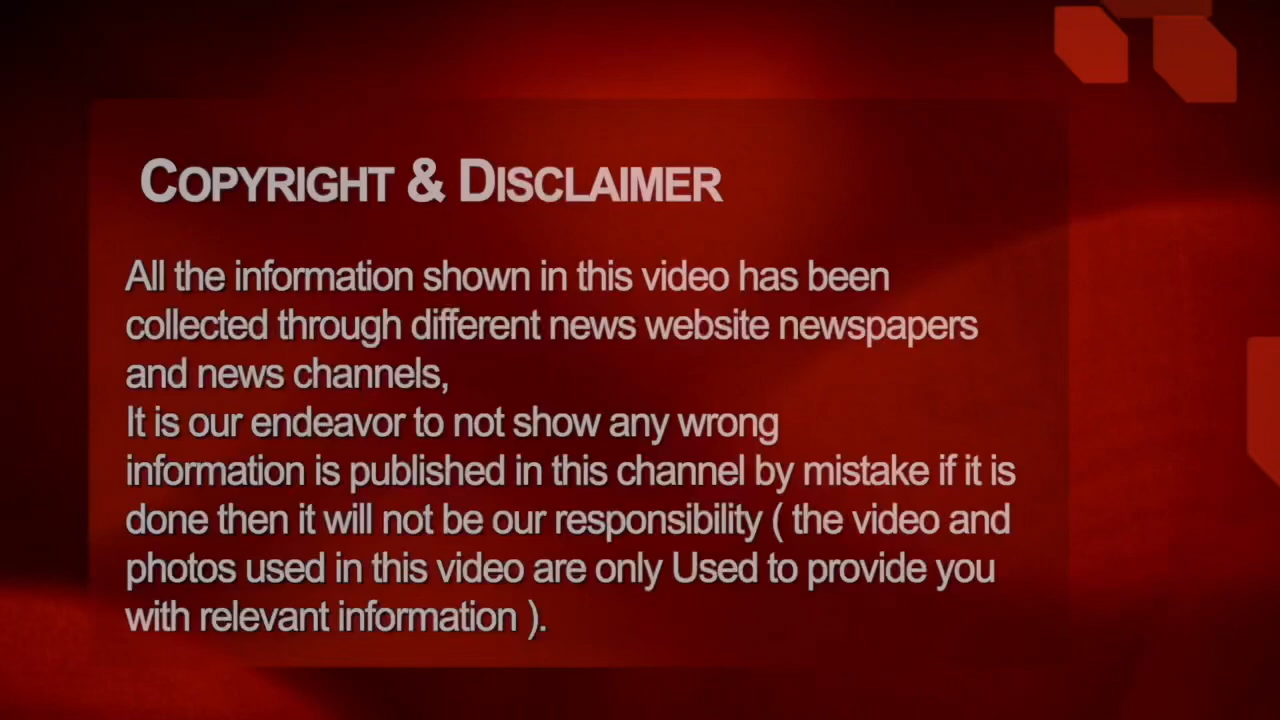 COPYRIGHT & DISCLAIMER
All the information shown in this video has been
collected through different news website newspapers
and news channels,
It is our endeavor to not show any wrong
information is published in this channel by mistake if it is
done then it will not be our responsibility ( the video and
photos used in this video are only Used to provide you
with relevant information ).